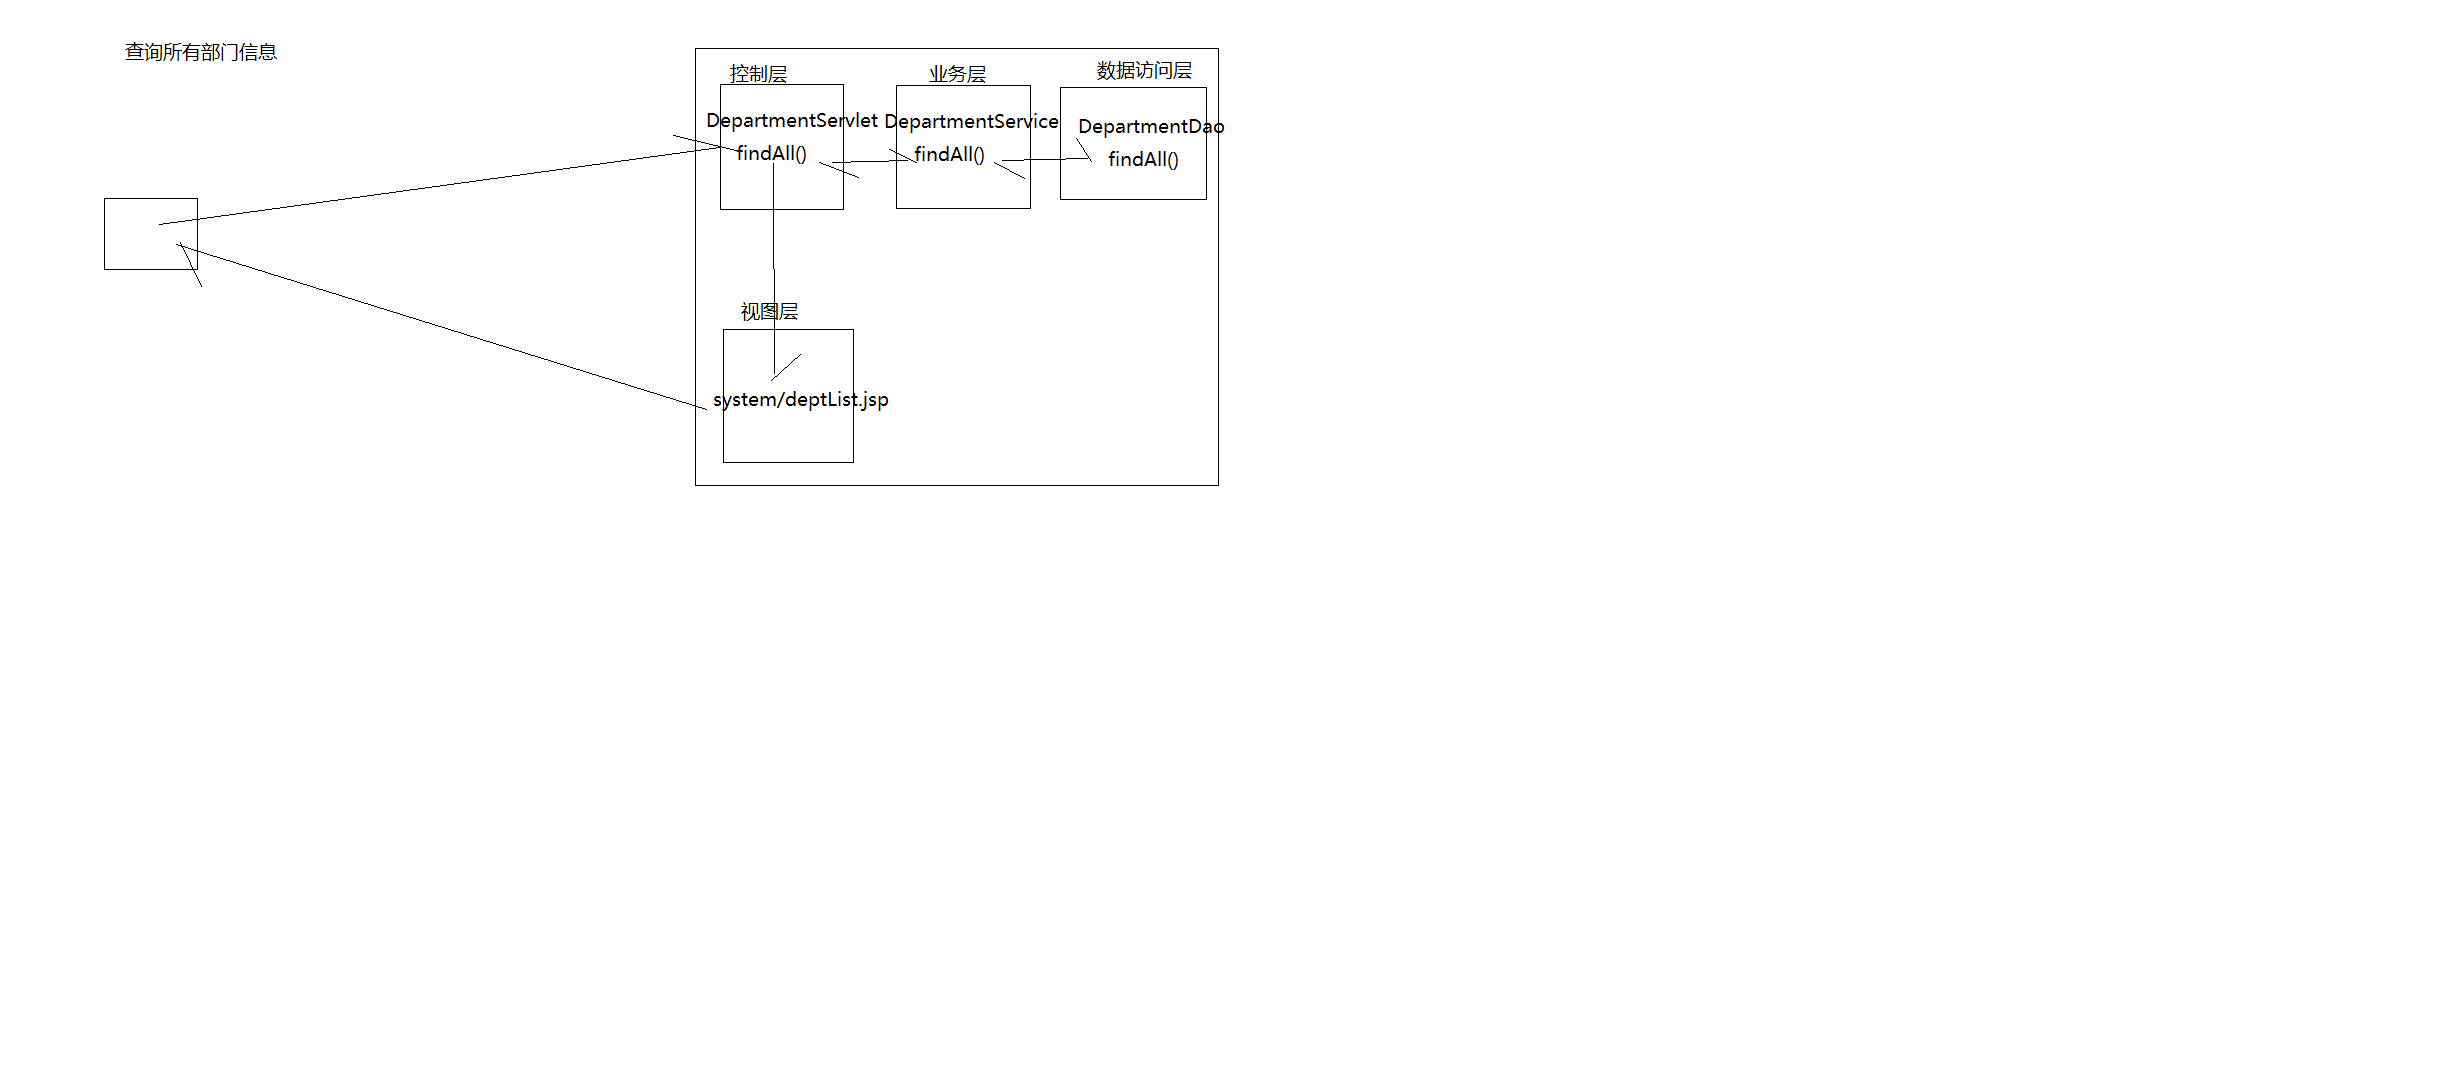 查询所有部门信息
控制层
业务层
数据访问层
DepartmentServlet
DepartmentService
DepartmentDao
findAll()
findAll()
findAll()
视图层
system/deptList.jsp